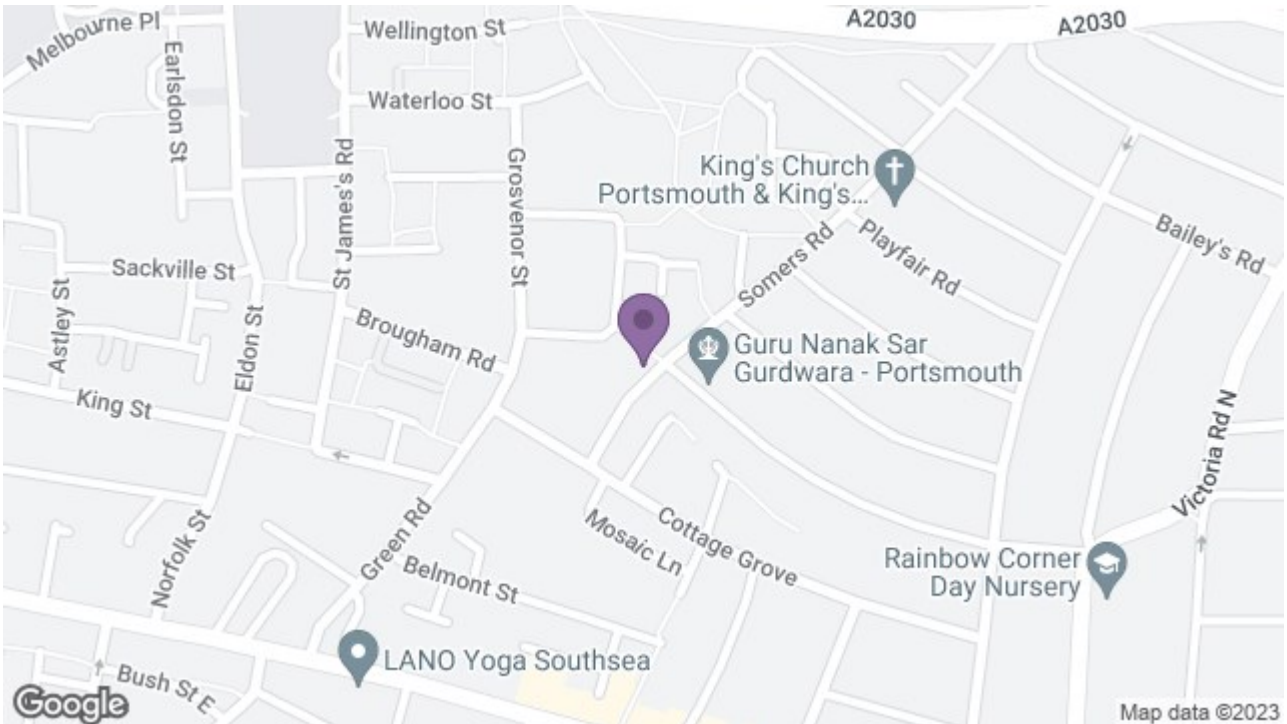 A2030
A2030
Melbourne Pl
Earlsdon St
Wellington St
Waterloo St
St James's Rd
Grosvenor St
King's Church
Portsmouth & King's...
Somers Rd
Playfair Rd
Bailey's Rd
Sackville St
Astley St
Eldon St
Brougham Rd
Guru Nanak Sar
Gurdwara - Portsmouth
King St
Victoria Rd N
Norfolk St
Green Rd
Mosaic Ln
Cottage Grove
Belmont St
Rainbow Corner
Day Nursery
LANO Yoga Southsea
Bush St E
Google
Map data ©2023